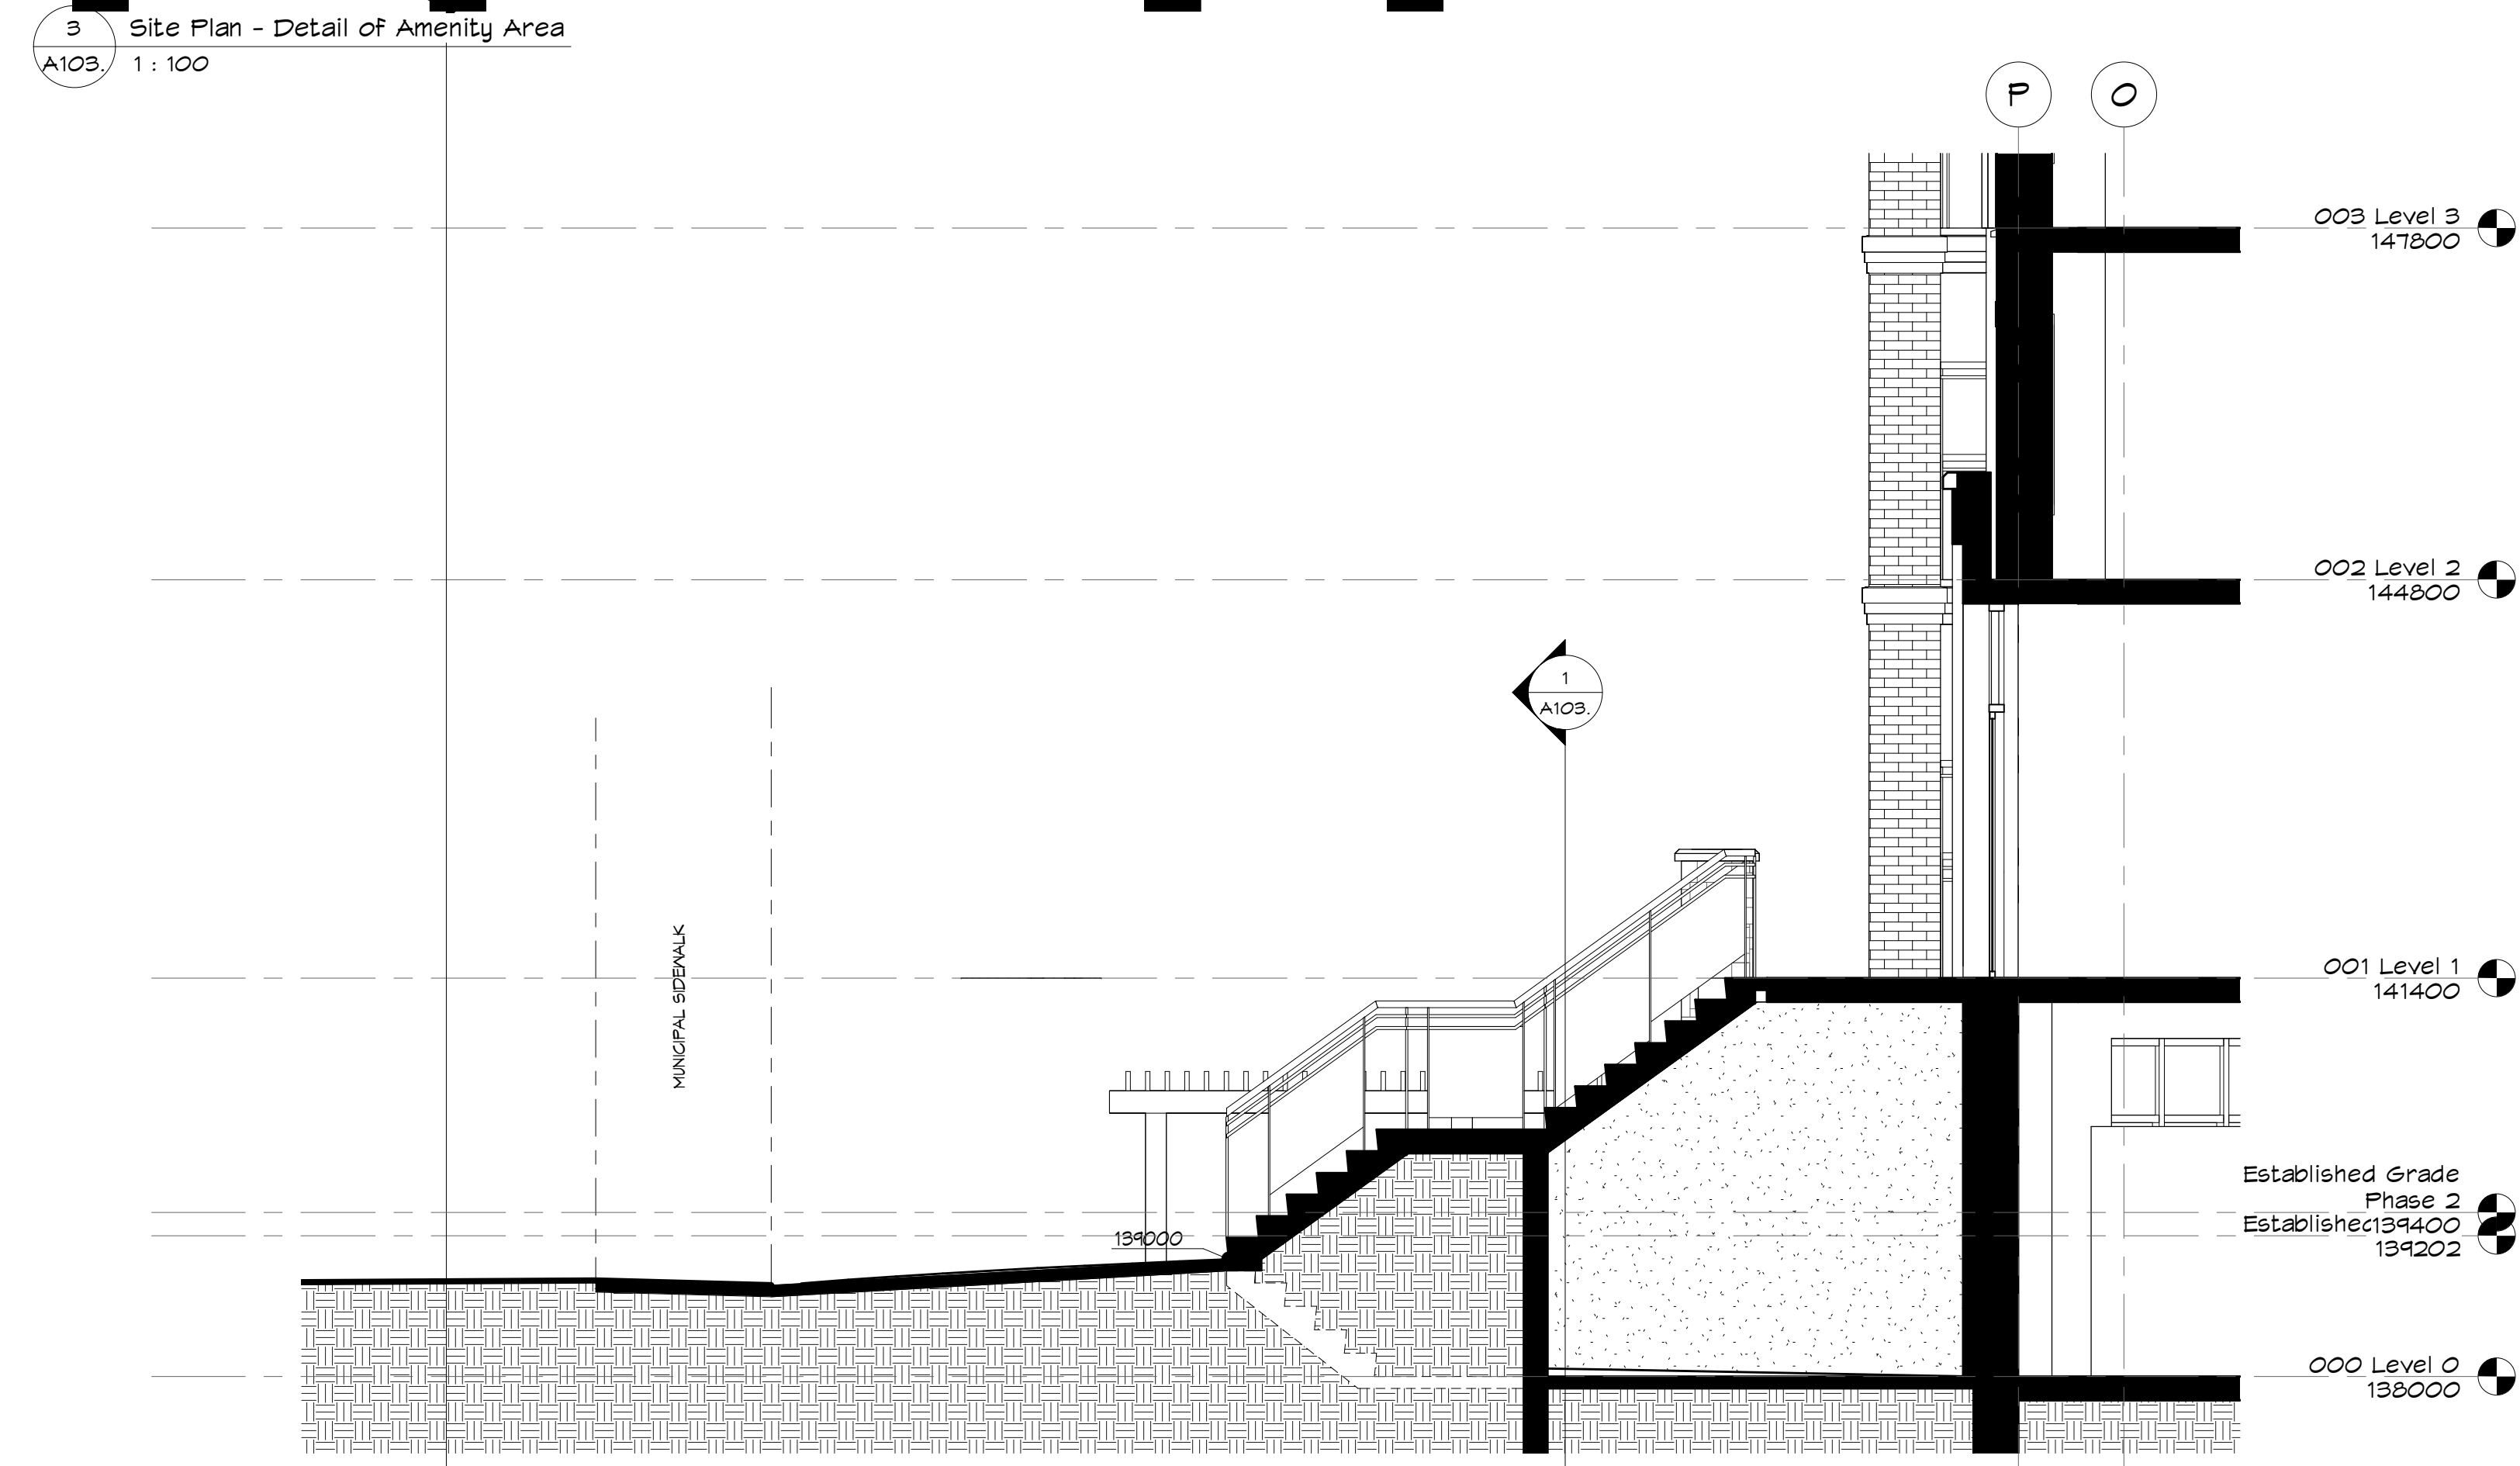 3 Site Plan - Detail of Amenity Area
A103. 1 : 100
P O
003 Level 3
147800
002 Level 2
144800
1
A103.
MUNICIPAL SIDEWALK
001 Level 1
141400
Established Grade
Phase 2
Established139400
139000
139202
000 Level 0
138000